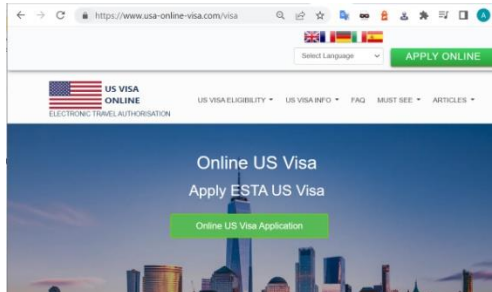 https://www.usa-online-visa.com/visa
A
Select Language
APPLY ONLINE
US VISA
ONLINE
ELECTRONIC TRAVEL AUTHORISATION
US VISA ELIGIBILITY
US VISA INFO
FAQ
MUST SEE
ARTICLES
Online US Visa
Apply ESTA US Visa
Online US Visa Application